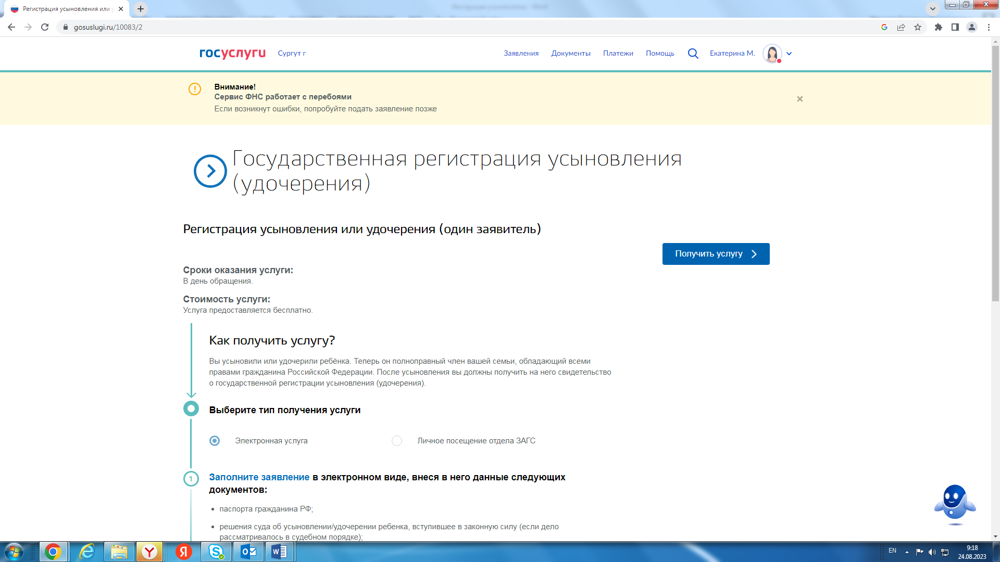 Регистрация усыновления или у
gosuslugi.ru/10083/2
госуслуги
Сургут г
Заявления
Документы
Платежи
Помощь
Екатерина М.
Внимание!
Сервис ФНС работает с перебоями
Если возникнут ошибки, попробуйте подать заявление позже
Государственная регистрация усыновления
(удочерения)
Регистрация усыновления или удочерения (один заявитель)
Получить услугу
Сроки оказания услуги:
В день обращения.
Стоимость услуги:
Услуга предоставляется бесплатно.
Как получить услугу?
Вы усыновили или удочерили ребёнка. Теперь он полноправный член вашей семьи, обладающий всеми
правами гражданина Российской Федерации. После усыновления вы должны получить на него свидетельство
о государственной регистрации усыновления (удочерения).
Выберите тип получения услуги
Электронная услуга
Личное посещение отдела ЗАГС
1
Заполните заявление в электронном виде, внеся в него данные следующих
документов:
• паспорта гражданина РФ;
• решения суда об усыновлении/удочерении ребенка, вступившее в законную силу (если дело
рассматривалось в судебном порядке);
EN
9:18
24.08.2023